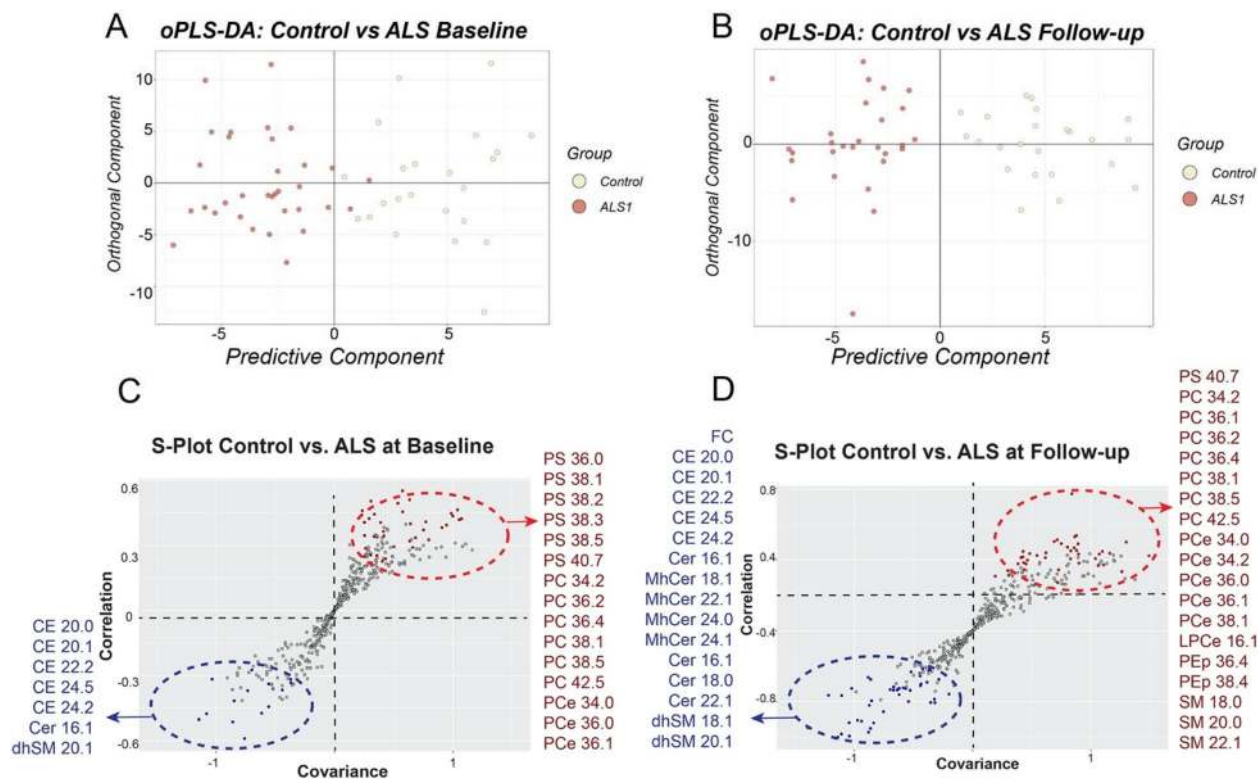 A
oPLS-DA: Control vs ALS Baseline
Orthogonal Component
10
5
0
-5
-10
-5
0
5
Predictive Component
Group
Control
ALS1
B
oPLS-DA: Control vs ALS Follow-up
Orthogonal Component
10
0
-10
-5
0
5
Predictive Component
Group
Control
ALS1
C
S-Plot Control vs. ALS at Baseline
Correlation
0.6
0.3
0
-0.3
-0.6
-1
0
1
Covariance
CE 20.0
CE 20.1
CE 22.2
CE 24.5
CE 24.2
Cer 16.1
dhSM 20.1
PS 36.0
PS 38.1
PS 38.2
PS 38.3
PS 38.5
PS 40.7
PC 34.2
PC 36.2
PC 36.4
PC 38.1
PC 38.5
PC 42.5
PCe 34.0
PCe 36.0
PCe 36.1
D
S-Plot Control vs. ALS at Follow-up
Correlation
0.8
0.4
-0.4
-0.8
-1
0
1
Covariance
FC
CE 20.0
CE 20.1
CE 22.2
CE 24.5
CE 24.2
Cer 16.1
MhCer 18.1
MhCer 22.1
MhCer 24.0
MhCer 24.1
Cer 16.1
Cer 18.0
Cer 22.1
dhSM 18.1
dhSM 20.1
PS 40.7
PC 34.2
PC 36.1
PC 36.2
PC 36.4
PC 38.1
PC 38.5
PC 42.5
PCe 34.0
PCe 34.2
PCe 36.0
PCe 36.1
PCe 38.1
LPCe 16.1
PEp 36.4
PEp 38.4
SM 18.0
SM 20.0
SM 22.1